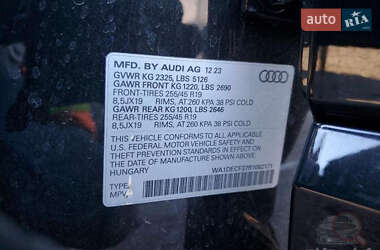 AUTO RIA.com
MFD. BY AUDI AG 12 23
GVWR KG 2325, LBS 5126
GAWR FRONT KG 1220, LBS 2690
FRONT-TIRES 255/45 R19
8,5JX19 RIMS, AT 260 KPA 38 PSI COLD
GAWR REAR KG 1200, LBS 2646
REAR-TIRES 255/45 R19
8,5JX19 RIMS, AT 260 KPA 38 PSI COLD
THIS VEHICLE CONFORMS TO ALL APPLICABLE
U.S. FEDERAL MOTOR VEHICLE SAFETY AND
THEFT PREVENTION STANDARDS IN EFFECT ON
THE DATE OF MANUFACTURE SHOWN ABOVE
HUNGARY
TYPE
MPV